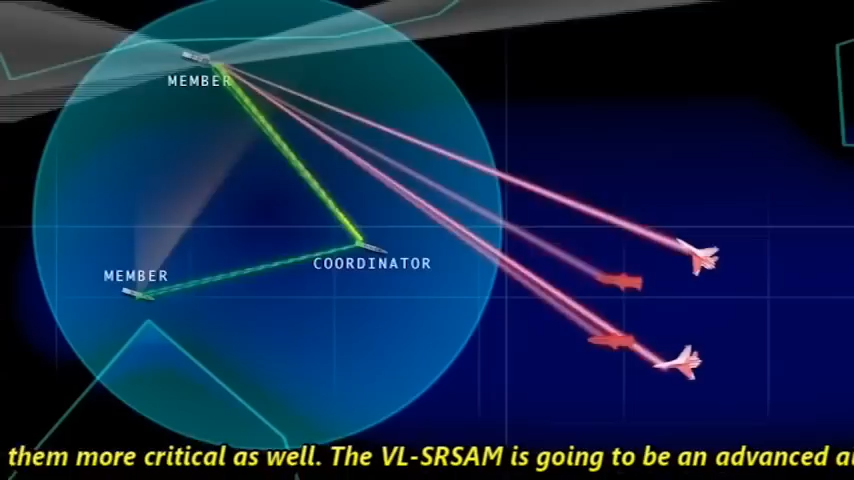 MEMBER
COORDINATOR
MEMBER
them more critical as well. The VL-SRSAM is going to be an advanced